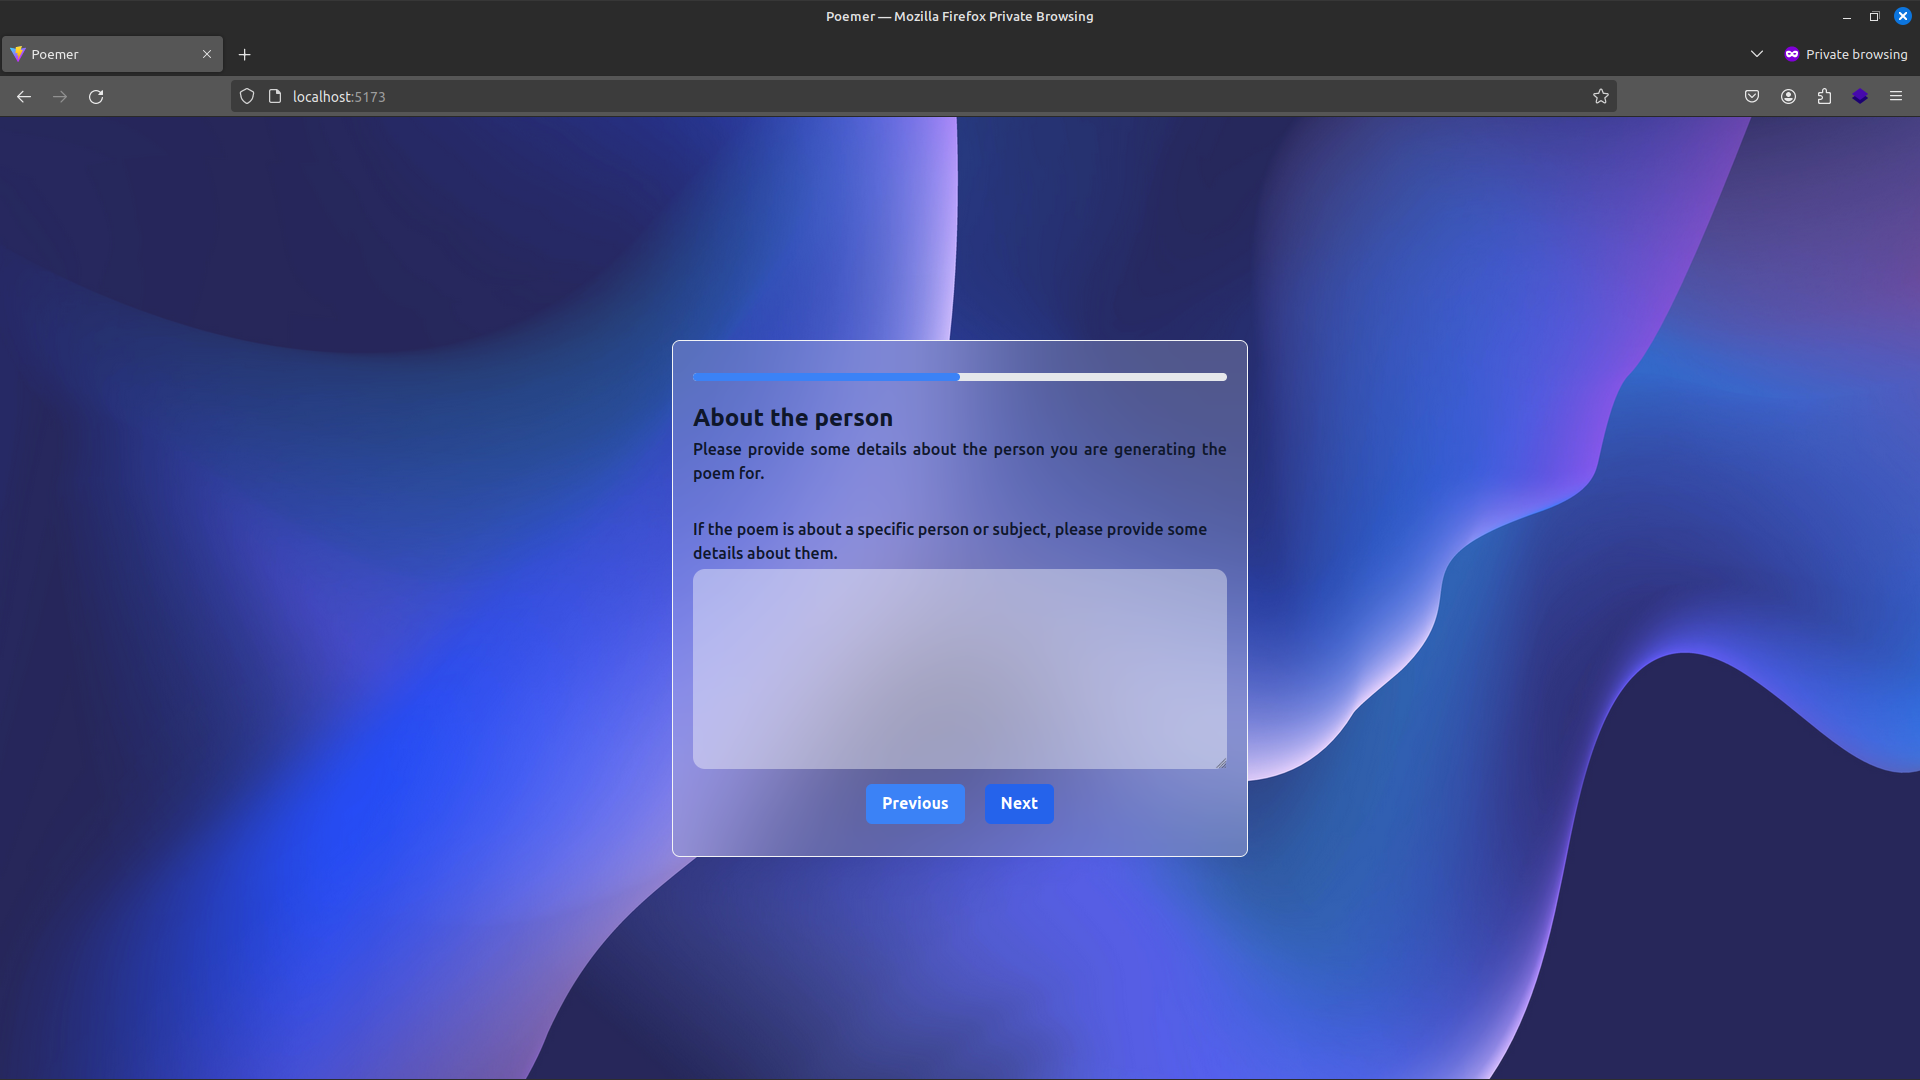 Poemer — Mozilla Firefox Private Browsing
Poemer
Private browsing
localhost:5173
About the person
Please provide some details about the person you are generating the
poem for.
If the poem is about a specific person or subject, please provide some
details about them.
Previous
Next